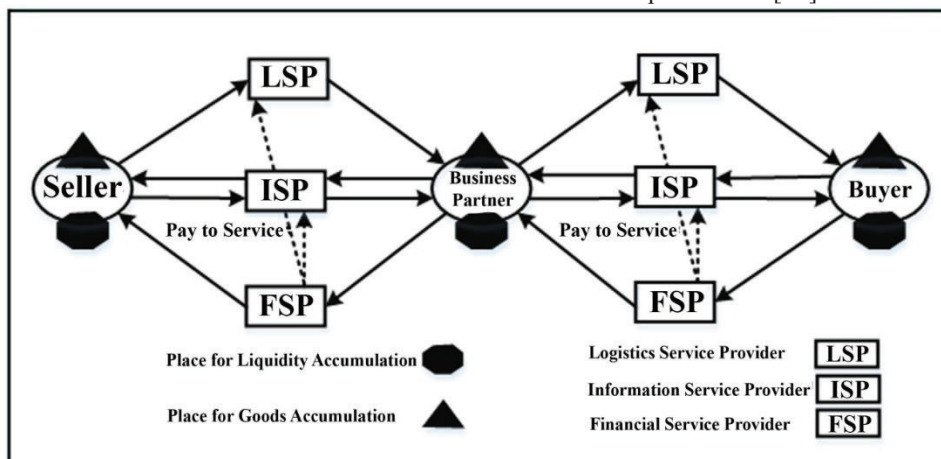 LSP
LSP
Seller
ISP
Business
Partner
ISP
Buyer
Pay to Service
Pay to Service
FSP
FSP
Place for Liquidity Accumulation
Place for Goods Accumulation
Logistics Service Provider
LSP
Information Service Provider
ISP
Financial Service Provider
FSP